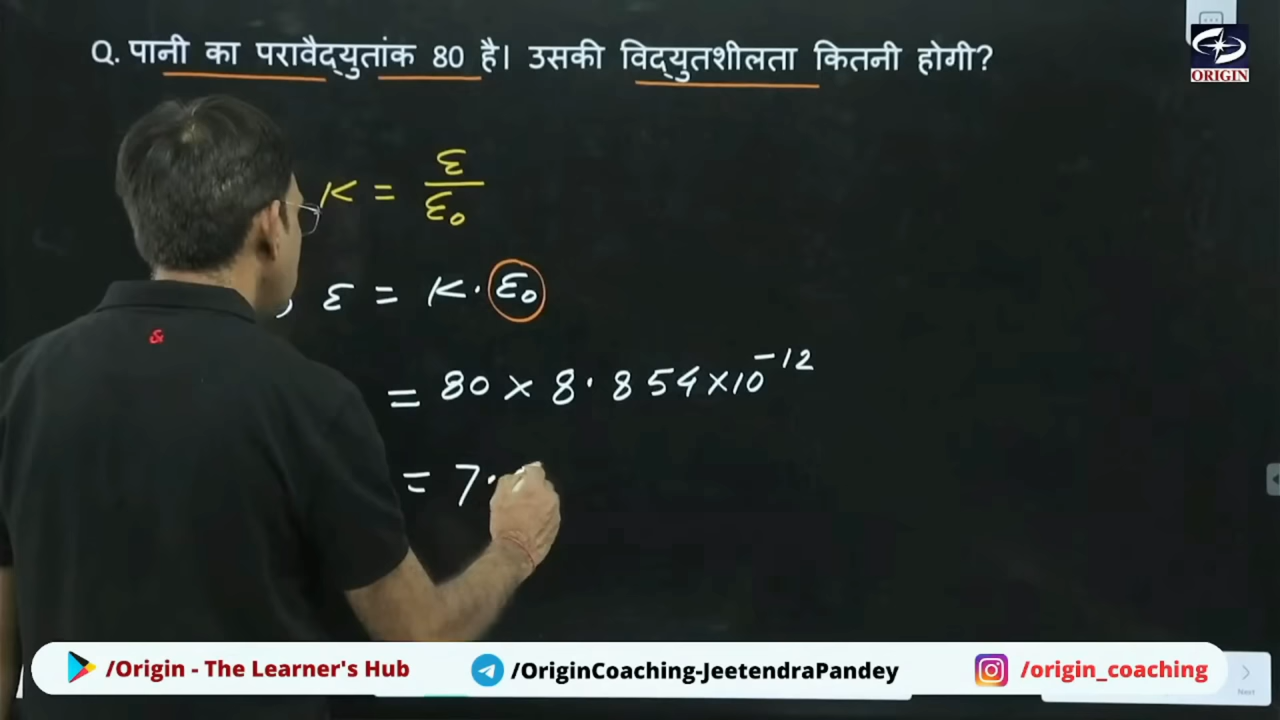 Q. पानी का परावैद्युतांक 80 है। उसकी विद्युतशीलता कितनी होगी?
ORIGIN
K = ε/ε₀
, ε = K · ε₀
= 80 × 8.854 × 10⁻¹²
= 7.
/Origin - The Learner's Hub
/OriginCoaching-JeetendraPandey
/origin_coaching
Next